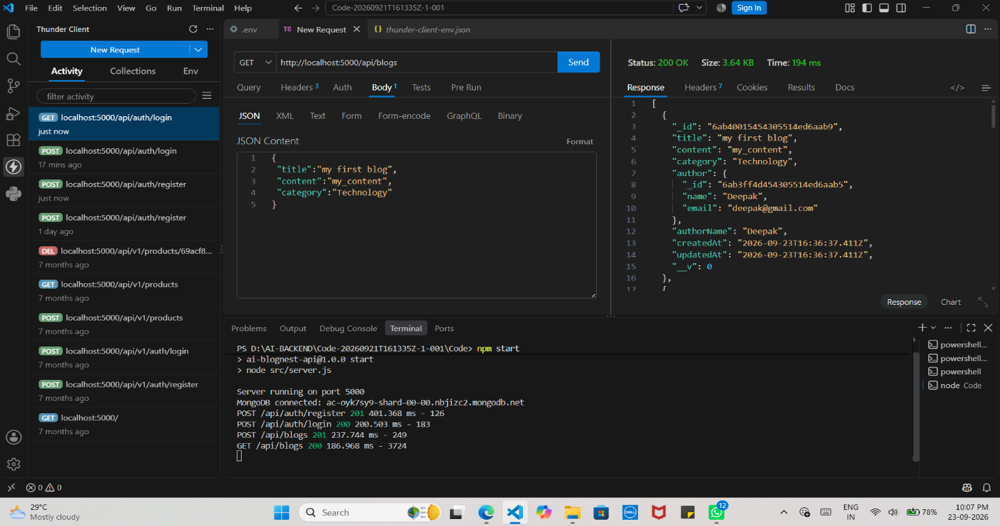 File Edit Selection View Go Run Terminal Help
Code-20260921T161335Z-1-001
Sign In
Thunder Client
New Request
Activity Collections Env
filter activity
GET localhost:5000/api/auth/login
just now
POST localhost:5000/api/auth/login
17 mins ago
POST localhost:5000/api/auth/register
just now
POST localhost:5000/api/auth/register
1 day ago
DEL localhost:5000/api/v1/products/69acf8...
7 months ago
GET localhost:5000/api/v1/products
7 months ago
POST localhost:5000/api/v1/products
7 months ago
POST localhost:5000/api/v1/auth/login
7 months ago
POST localhost:5000/api/v1/auth/register
7 months ago
GET localhost:5000/
7 months ago
.env
TC New Request
{} thunder-client-env.json
GET http://localhost:5000/api/blogs Send
Query Headers 3 Auth Body 1 Tests Pre Run
JSON XML Text Form Form-encode GraphQL Binary
JSON Content Format
1 {
2 "title":"my first blog",
3 "content":"my_content",
4 "category":"Technology"
5 }
Status: 200 OK Size: 3.64 KB Time: 194 ms
Response Headers 7 Cookies Results Docs </>
1 [
2 {
3 "_id": "6ab40015454305514ed6aab9",
4 "title": "my first blog",
5 "content": "my_content",
6 "category": "Technology",
7 "author": {
8 "_id": "6ab3ff4d454305514ed6aab5",
9 "name": "Deepak",
10 "email": "deepak@gmail.com"
11 },
12 "authorName": "Deepak",
13 "createdAt": "2026-09-23T16:36:37.411Z",
14 "updatedAt": "2026-09-23T16:36:37.411Z",
15 "__v": 0
16 },
17 {
Response Chart
Problems Output Debug Console Terminal Ports
PS D:\AI-BACKEND\Code-20260921T161335Z-1-001\Code> npm start
> ai-blognest-api@1.0.0 start
> node src/server.js
Server running on port 5000
MongoDB connected: ac-oyk7sy9-shard-00-00.nbjizc2.mongodb.net
POST /api/auth/register 201 401.368 ms - 126
POST /api/auth/login 200 200.503 ms - 183
POST /api/blogs 201 237.744 ms - 249
GET /api/blogs 200 186.968 ms - 3724
powershell...
powershell...
powershell
node Code
0 0
29°C
Mostly cloudy
Search
DELL
12
ENG
IN
78%
10:07 PM
23-09-2026